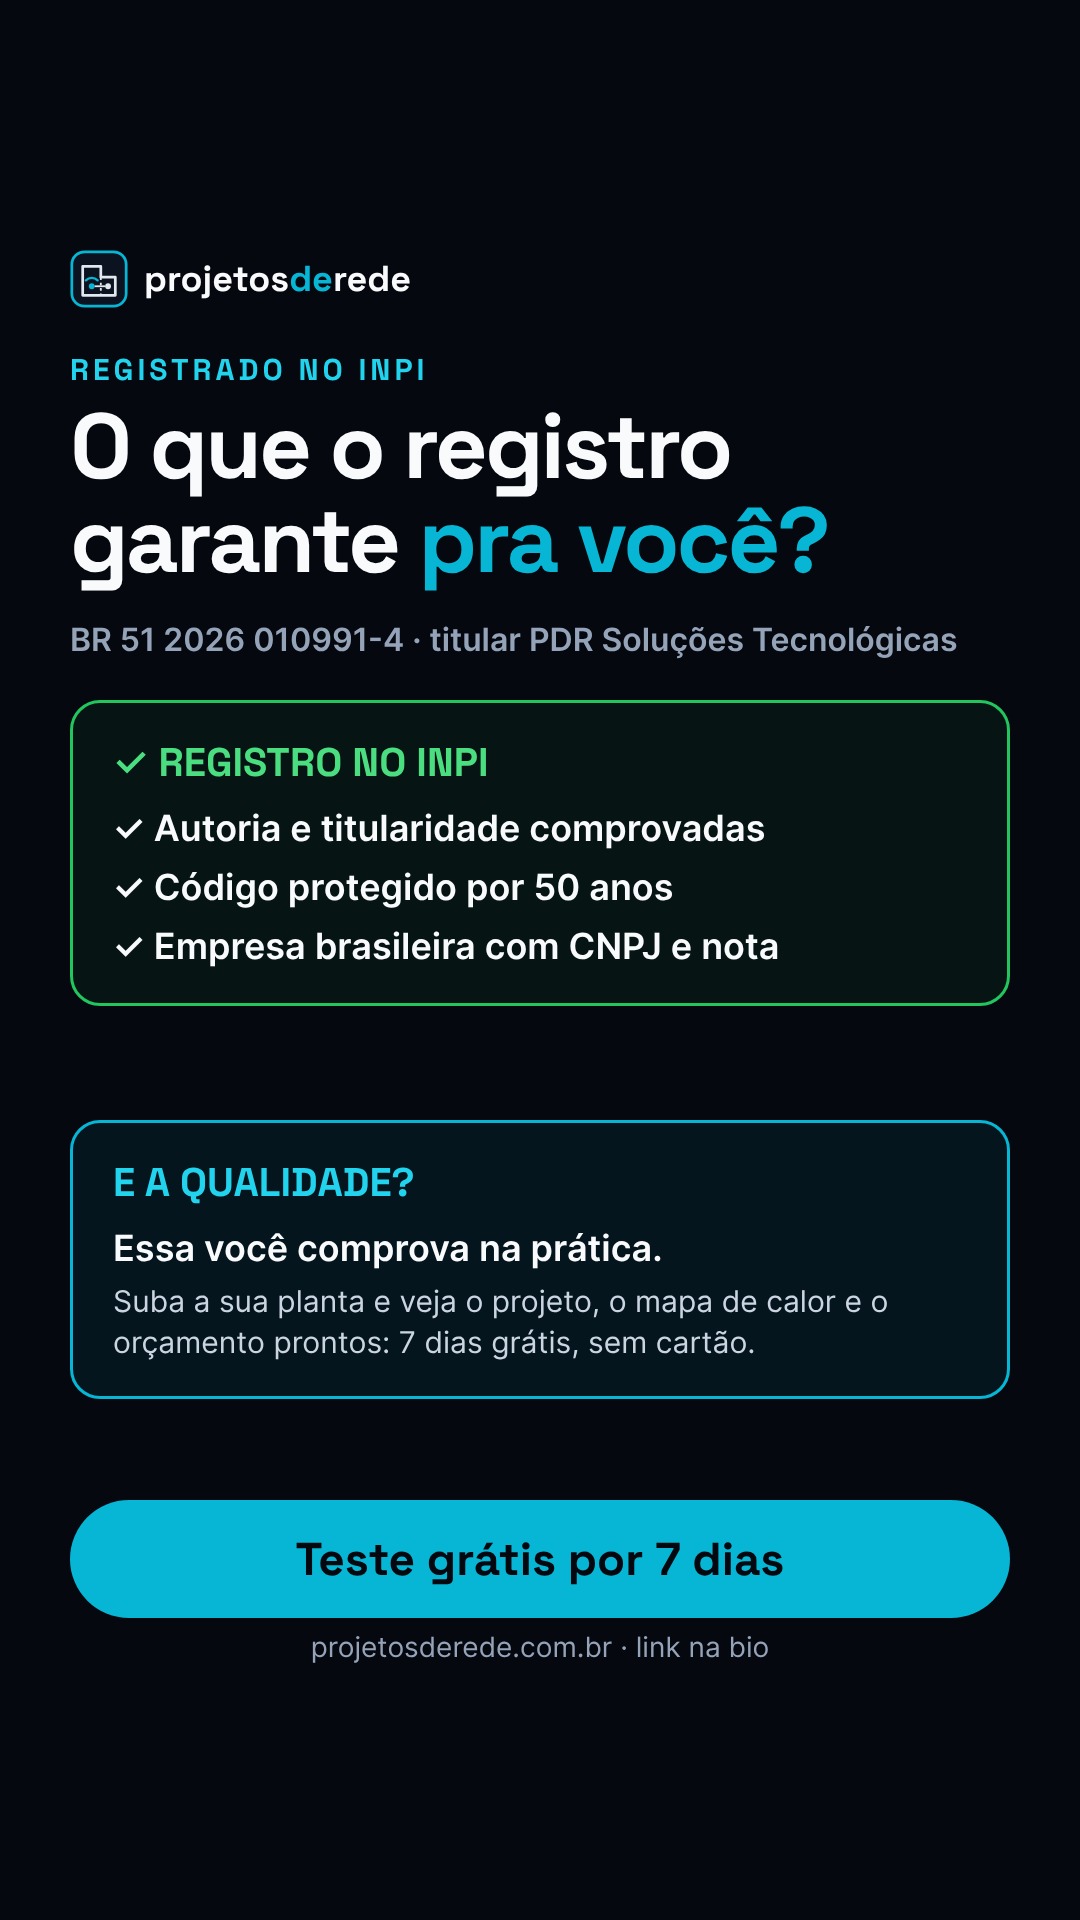 projetosderede
REGISTRADO NO INPI
O que o registro
garante pra você?
BR 51 2026 010991-4 · titular PDR Soluções Tecnológicas
✓ REGISTRO NO INPI
✓ Autoria e titularidade comprovadas
✓ Código protegido por 50 anos
✓ Empresa brasileira com CNPJ e nota
E A QUALIDADE?
Essa você comprova na prática.
Suba a sua planta e veja o projeto, o mapa de calor e o
orçamento prontos: 7 dias grátis, sem cartão.
Teste grátis por 7 dias
projetosderede.com.br · link na bio